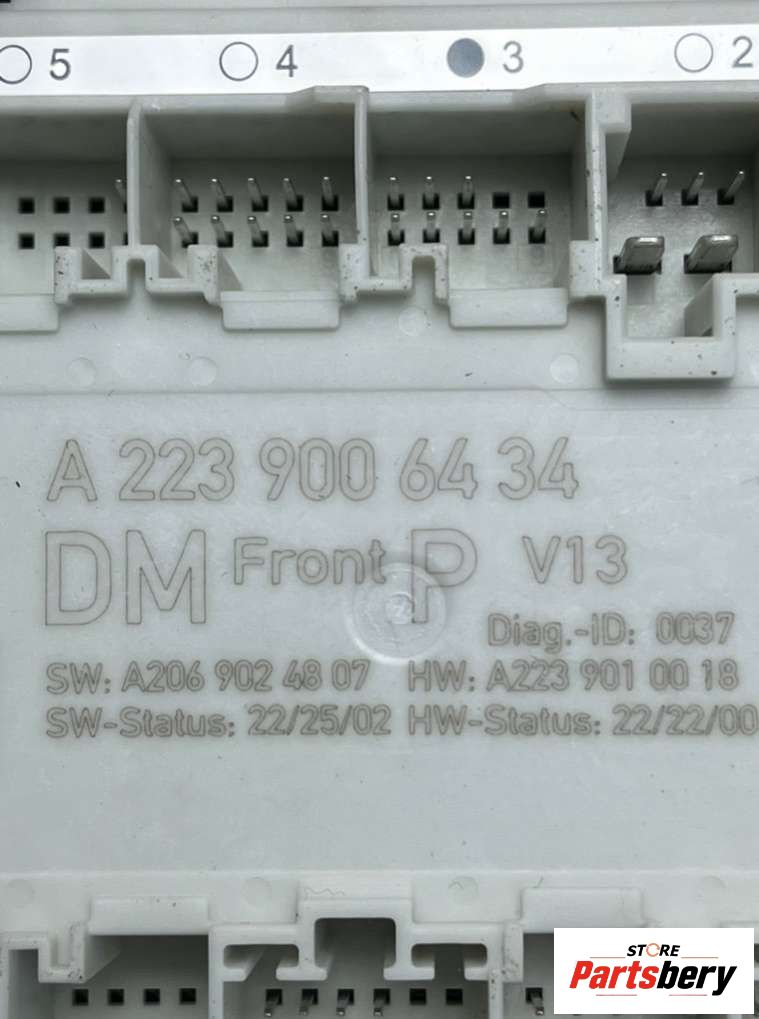 5 4 3 2
A 223 900 64 34
DM Front P V13
Diag.-ID: 0037
SW: A206 902 48 07 HW: A223 901 00 18
SW-Status: 22/25/02 HW-Status: 22/22/00
STORE
Partsbery